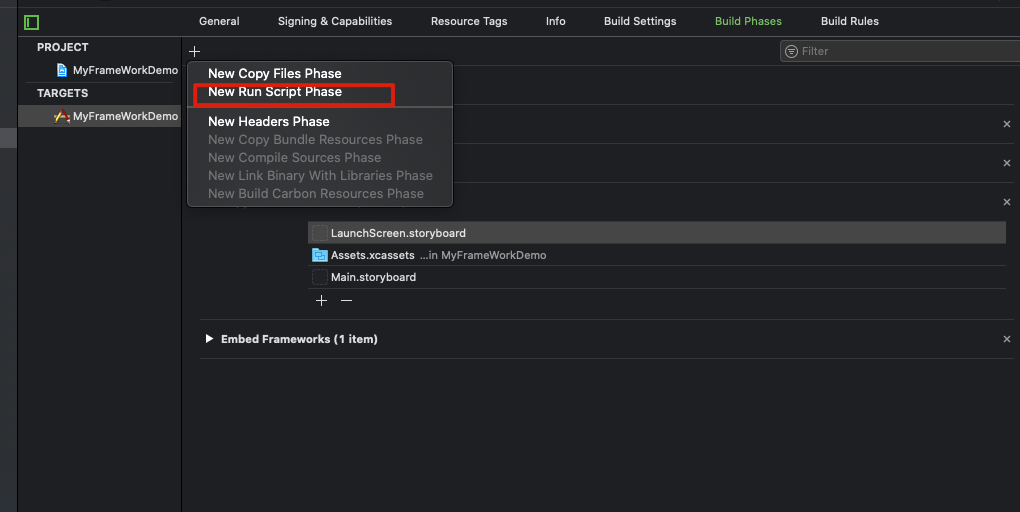 General Signing & Capabilities Resource Tags Info Build Settings Build Phases Build Rules
PROJECT
MyFrameWorkDemo
TARGETS
MyFrameWorkDemo
Filter
New Copy Files Phase
New Run Script Phase
New Headers Phase
New Copy Bundle Resources Phase
New Compile Sources Phase
New Link Binary With Libraries Phase
New Build Carbon Resources Phase
LaunchScreen.storyboard
Assets.xcassets ...in MyFrameWorkDemo
Main.storyboard
Embed Frameworks (1 item)